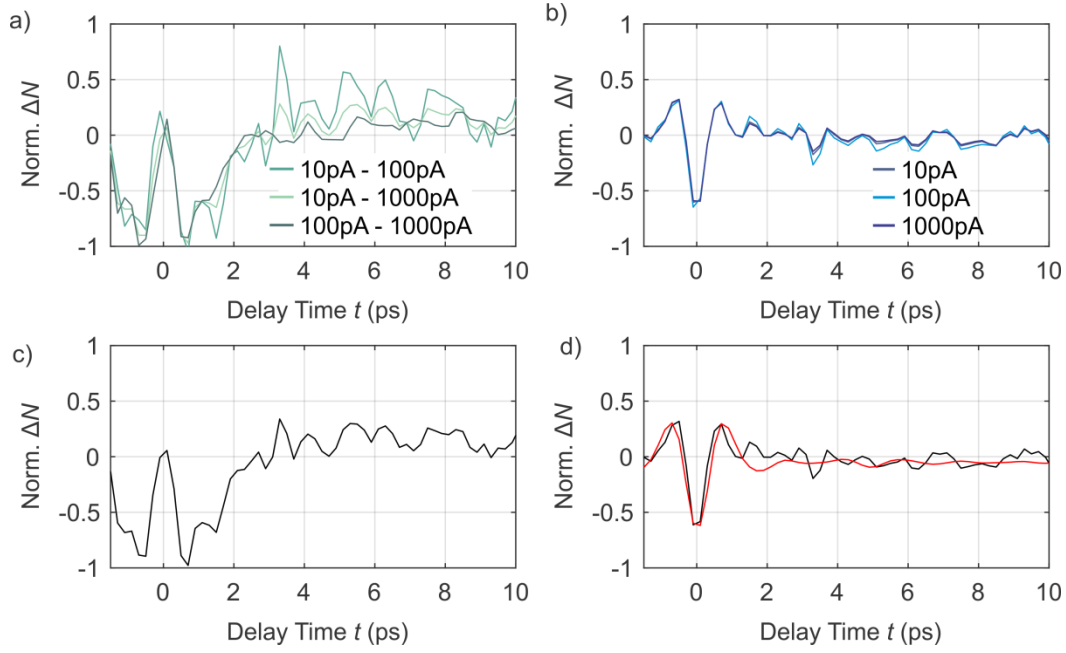 a)
1
0.5
0
-0.5
-1
Norm. ΔN
10pA - 100pA
10pA - 1000pA
100pA - 1000pA
0 2 4 6 8 10
Delay Time t (ps)
b)
1
0.5
0
-0.5
-1
Norm. ΔN
10pA
100pA
1000pA
0 2 4 6 8 10
Delay Time t (ps)
c)
1
0.5
0
-0.5
-1
Norm. ΔN
0 2 4 6 8 10
Delay Time t (ps)
d)
1
0.5
0
-0.5
-1
Norm. ΔN
0 2 4 6 8 10
Delay Time t (ps)